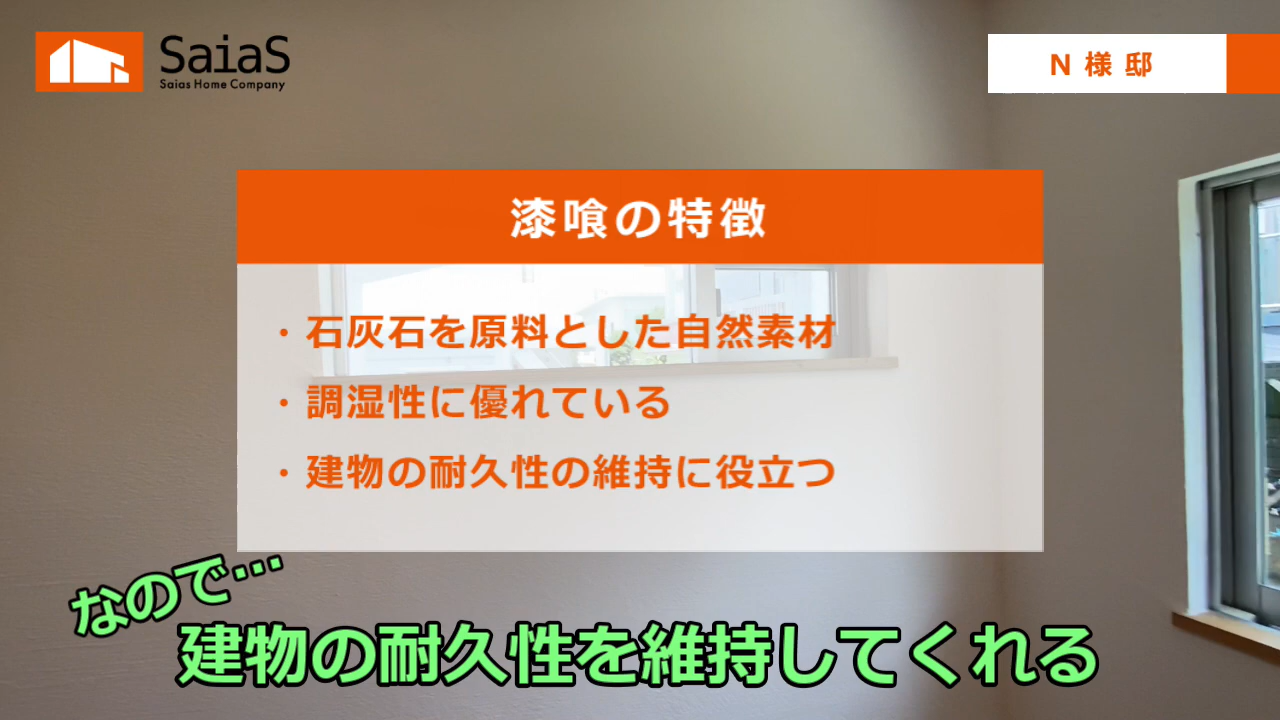 SaiaS
Saias Home Company
N様邸
漆喰の特徴
・石灰石を原料とした自然素材
・調湿性に優れている
・建物の耐久性の維持に役立つ
なので…
建物の耐久性を維持してくれる